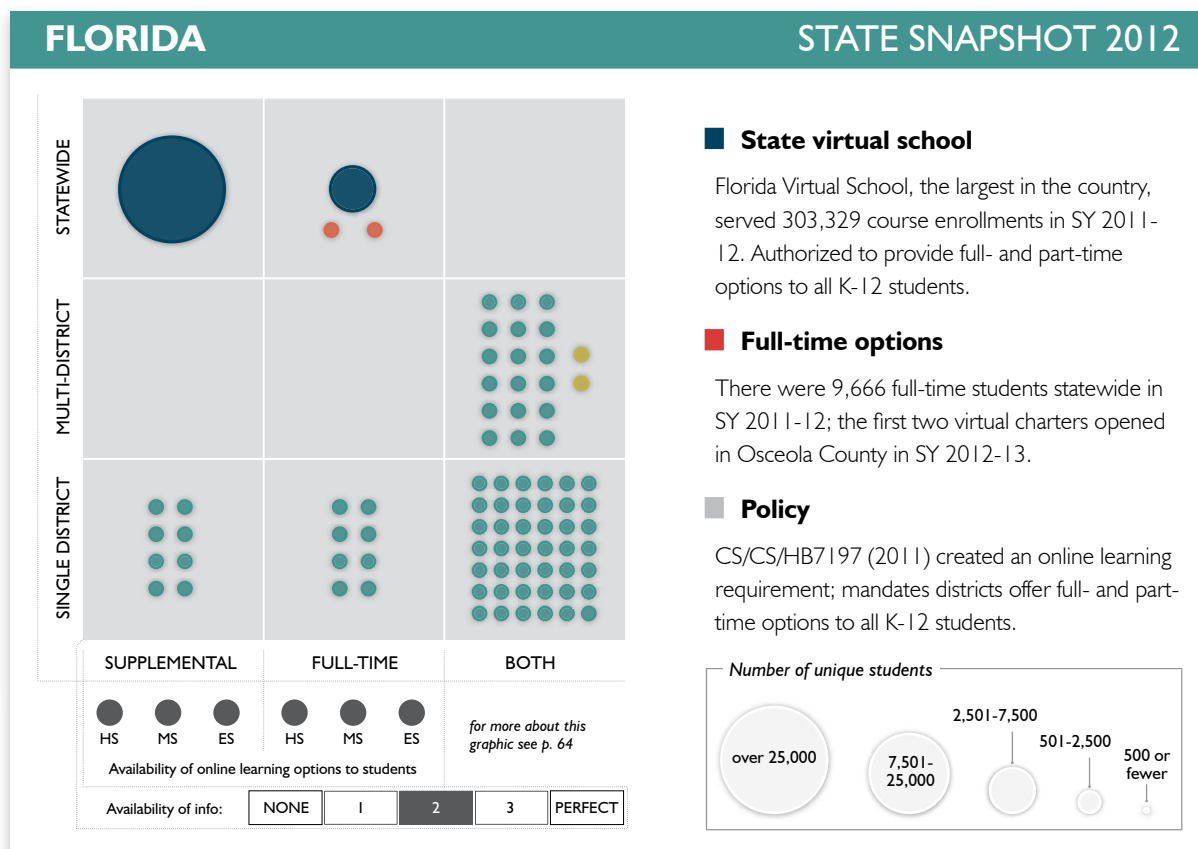 FLORIDA
STATE SNAPSHOT 2012
STATEWIDE
MULTI-DISTRICT
SINGLE DISTRICT
SUPPLEMENTAL
FULL-TIME
BOTH
HS
MS
ES
HS
MS
ES
for more about this
graphic see p. 64
Availability of online learning options to students
Availability of info:
NONE
1
2
3
PERFECT
State virtual school
Florida Virtual School, the largest in the country,
served 303,329 course enrollments in SY 2011-
12. Authorized to provide full- and part-time
options to all K-12 students.
Full-time options
There were 9,666 full-time students statewide in
SY 2011-12; the first two virtual charters opened
in Osceola County in SY 2012-13.
Policy
CS/CS/HB7197 (2011) created an online learning
requirement; mandates districts offer full- and part-
time options to all K-12 students.
Number of unique students
over 25,000
7,501-
25,000
2,501-7,500
501-2,500
500 or
fewer